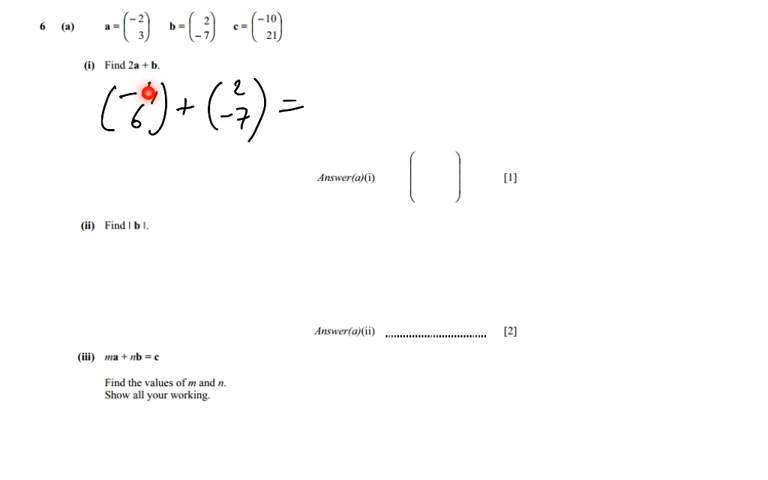 6 (a) a = (-2 3) b = (2 -7) c = (-10 21)
(i) Find 2a + b.
(-4 6) + (2 -7) =
Answer(a)(i) ( ) [1]
(ii) Find | b |.
Answer(a)(ii) ................................ [2]
(iii) ma + nb = c
Find the values of m and n.
Show all your working.